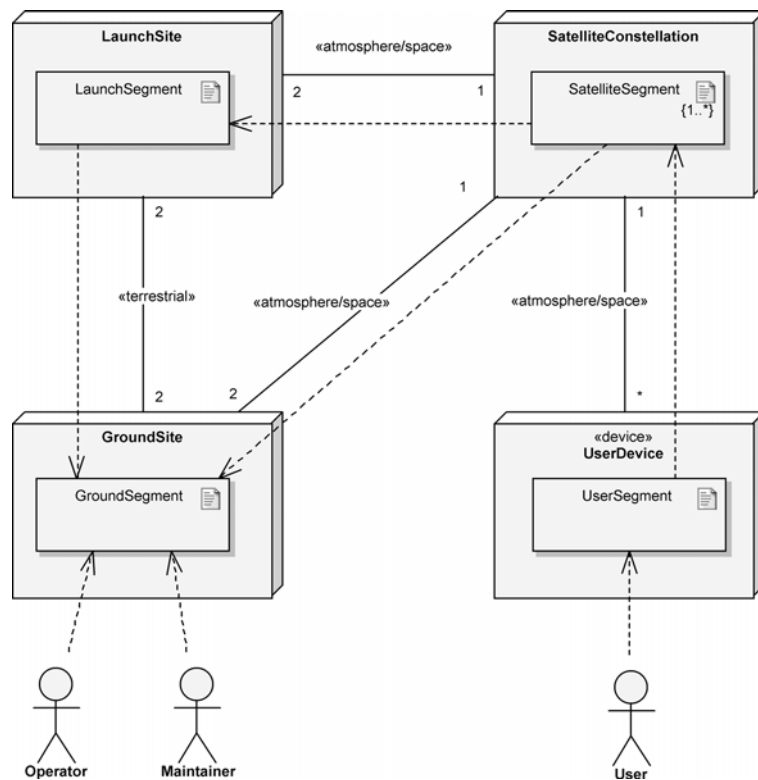 LaunchSite
«atmosphere/space»
SatelliteConstellation
LaunchSegment
SatelliteSegment
{1..*}
2
1
2
1
1
«terrestrial»
«atmosphere/space»
«atmosphere/space»
2
2
*
GroundSite
«device»
UserDevice
GroundSegment
UserSegment
Operator
Maintainer
User